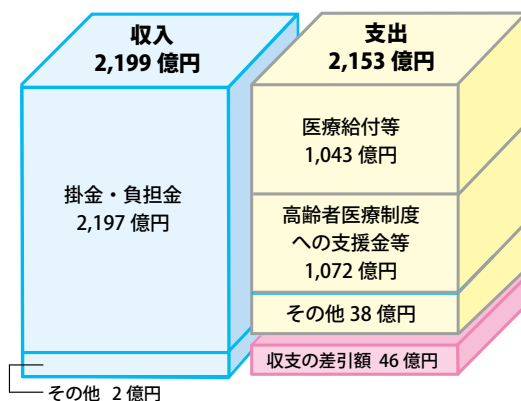 収入
2,199 億円
掛金・負担金
2,197 億円
その他 2 億円
支出
2,153 億円
医療給付等
1,043 億円
高齢者医療制度
への支援金等
1,072 億円
その他 38 億円
収支の差引額 46 億円